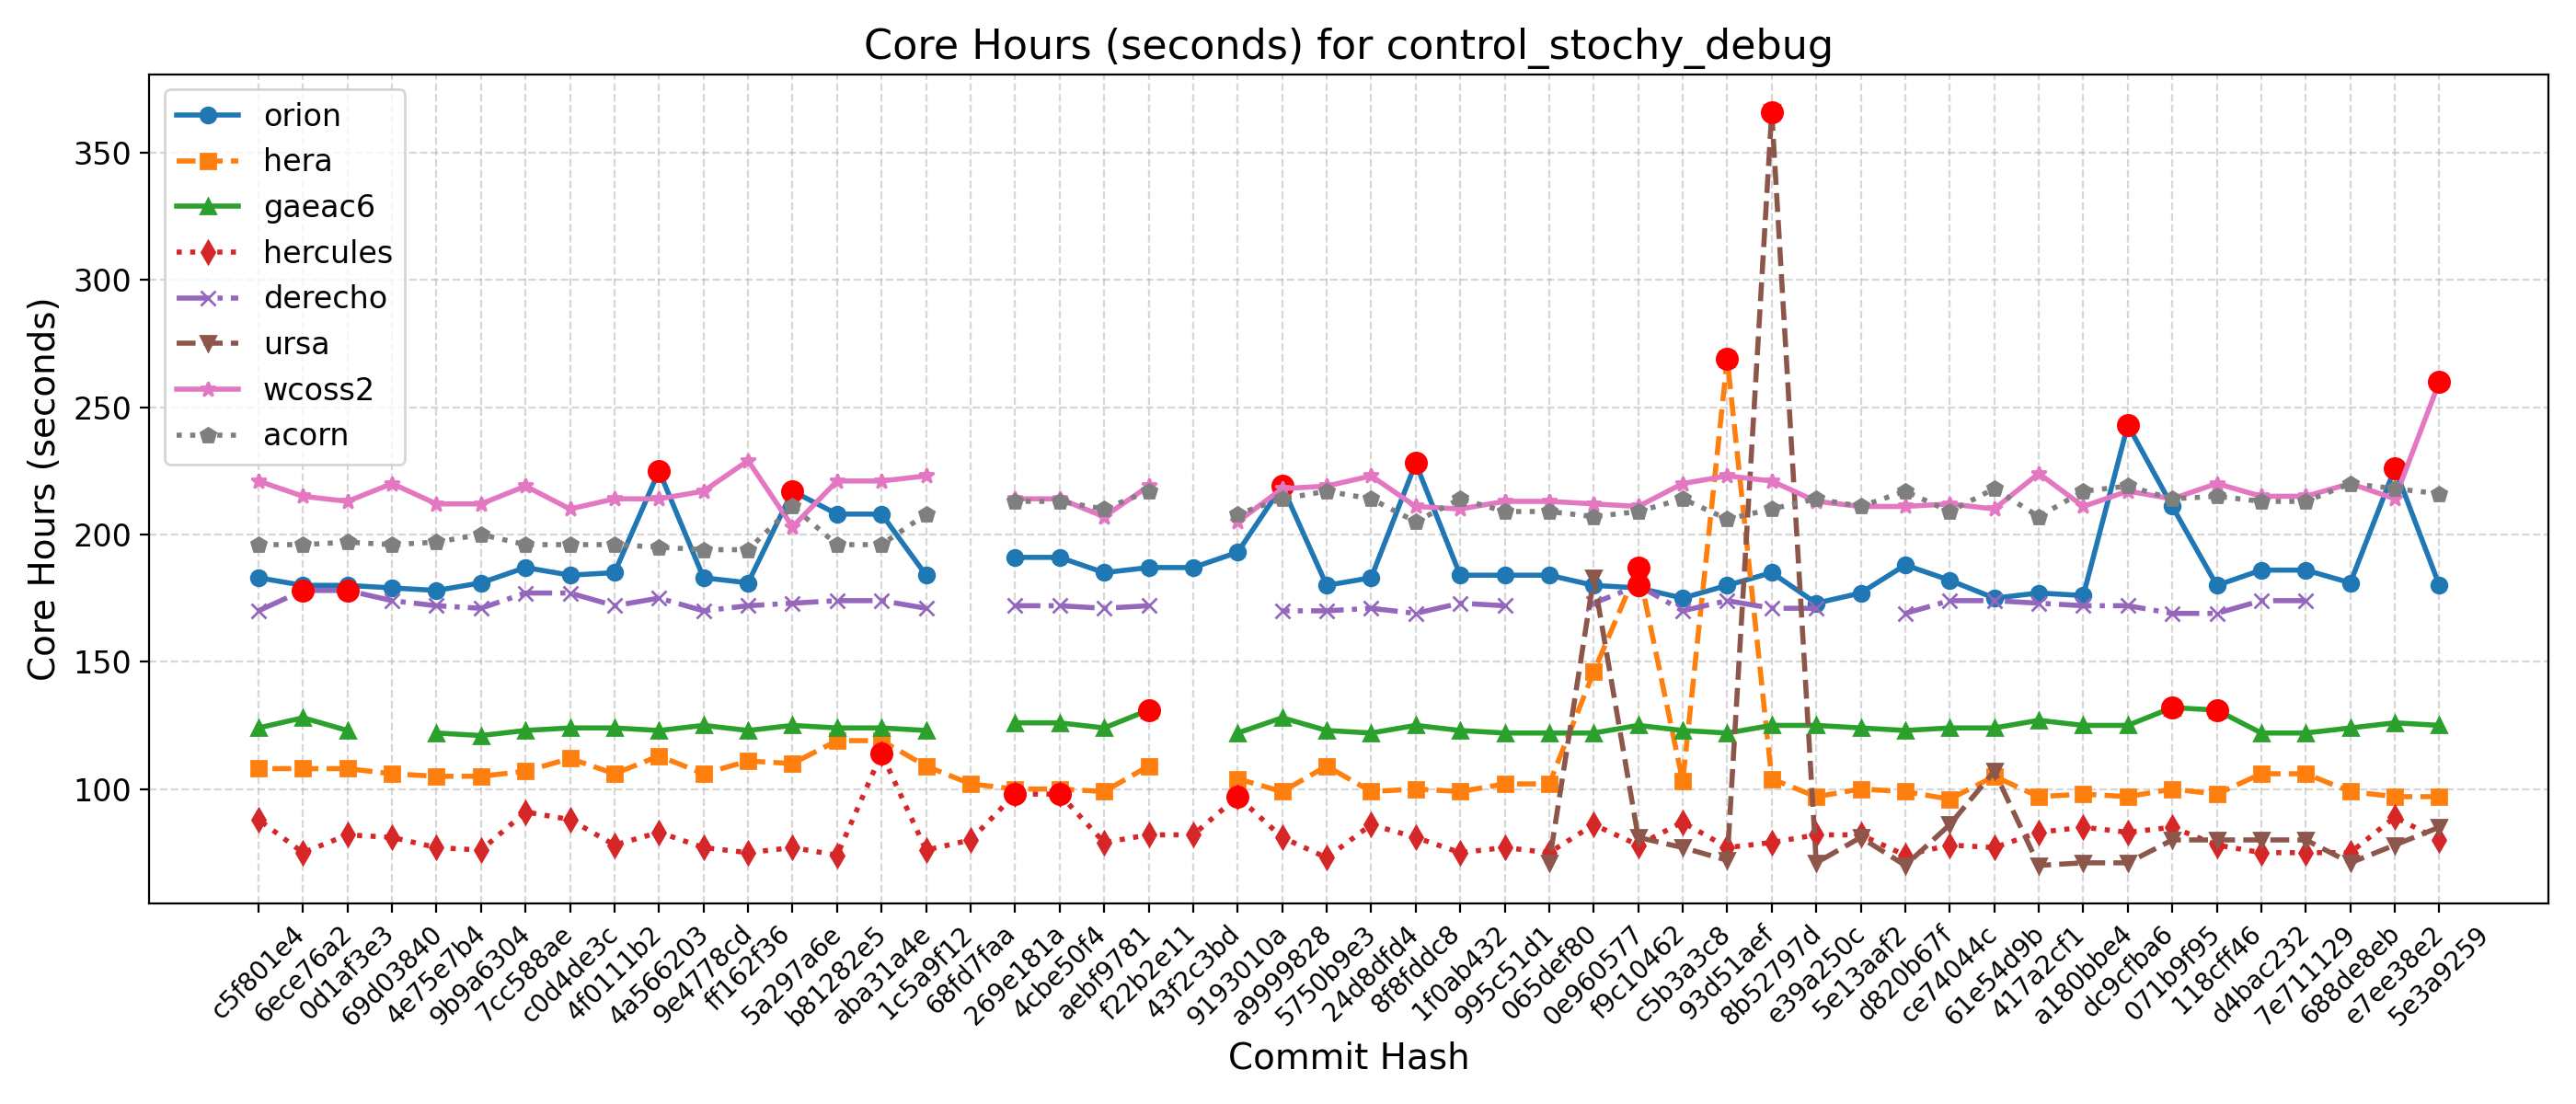 Core Hours (seconds) for control_stochy_debug
Core Hours (seconds)
350
300
250
200
150
100
orion
hera
gaeac6
hercules
derecho
ursa
wcoss2
acorn
c5f801e4
6ece76a2
0d1af3e3
69d03840
4e75e7b4
9b9a6304
7cc588ae
c0d4de3c
4f0111b2
4a566203
9e4778cd
ff162f36
5a297a6e
b81282e5
aba31a4e
1c5a9f12
68fd7faa
269e181a
4cbe50f4
aebf9781
f22b2e11
43f2c3bd
9193010a
a9999828
5750b9e3
24d8dfd4
8f8fddc8
1f0ab432
995c51d1
065def80
0e960577
f9c10462
c5b3a3c8
93d51aef
8b52797d
e39a250c
5e13aaf2
d820b67f
ce74044c
61e54d9b
417a2cf1
a180bbe4
dc9cfba6
071b9f95
118cff46
d4bac232
7e711129
688de8eb
e7ee38e2
5e3a9259
Commit Hash